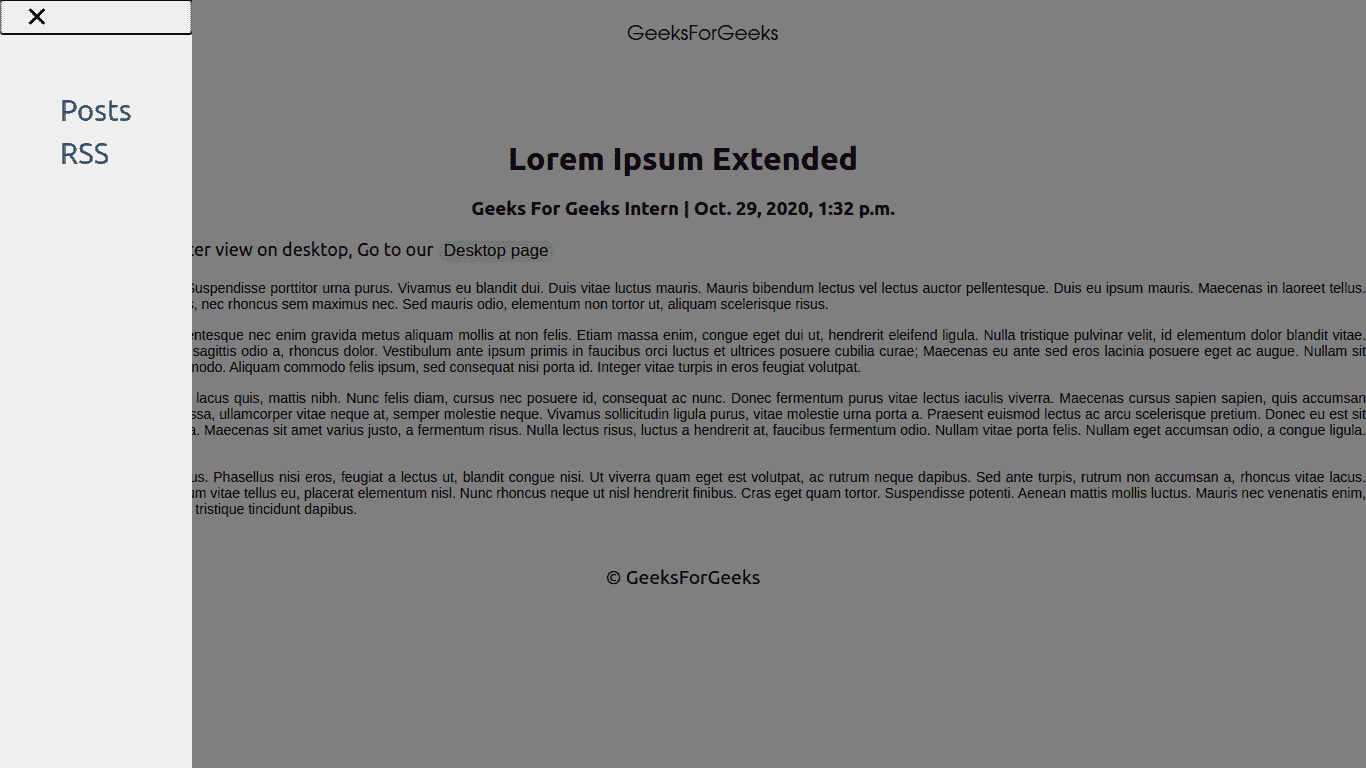 ✕
GeeksForGeeks
Posts
RSS
Lorem Ipsum Extended
Geeks For Geeks Intern | Oct. 29, 2020, 1:32 p.m.
view on desktop, Go to our Desktop page
Suspendisse porttitor urna purus. Vivamus eu blandit dui. Duis vitae luctus mauris. Mauris bibendum lectus vel lectus auctor pellentesque. Duis eu ipsum mauris. Maecenas in laoreet tellus.
, nec rhoncus sem maximus nec. Sed mauris odio, elementum non tortor ut, aliquam scelerisque risus.
entesque nec enim gravida metus aliquam mollis at non felis. Etiam massa enim, congue eget dui ut, hendrerit eleifend ligula. Nulla tristique pulvinar velit, id elementum dolor blandit vitae.
sagittis odio a, rhoncus dolor. Vestibulum ante ipsum primis in faucibus orci luctus et ultrices posuere cubilia curae; Maecenas eu ante sed eros lacinia posuere eget ac augue. Nullam sit
modo. Aliquam commodo felis ipsum, sed consequat nisi porta id. Integer vitae turpis in eros feugiat volutpat.
lacus quis, mattis nibh. Nunc felis diam, cursus nec posuere id, consequat ac nunc. Donec fermentum purus vitae lectus iaculis viverra. Maecenas cursus sapien sapien, quis accumsan
ssa, ullamcorper vitae neque at, semper molestie neque. Vivamus sollicitudin ligula purus, vitae molestie urna porta a. Praesent euismod lectus ac arcu scelerisque pretium. Donec eu est sit
. Maecenas sit amet varius justo, a fermentum risus. Nulla lectus risus, luctus a hendrerit at, faucibus fermentum odio. Nullam vitae porta felis. Nullam eget accumsan odio, a congue ligula.
us. Phasellus nisi eros, feugiat a lectus ut, blandit congue nisi. Ut viverra quam eget est volutpat, ac rutrum neque dapibus. Sed ante turpis, rutrum non accumsan a, rhoncus vitae lacus.
um vitae tellus eu, placerat elementum nisl. Nunc rhoncus neque ut nisl hendrerit finibus. Cras eget quam tortor. Suspendisse potenti. Aenean mattis mollis luctus. Mauris nec venenatis enim,
tristique tincidunt dapibus.
© GeeksForGeeks